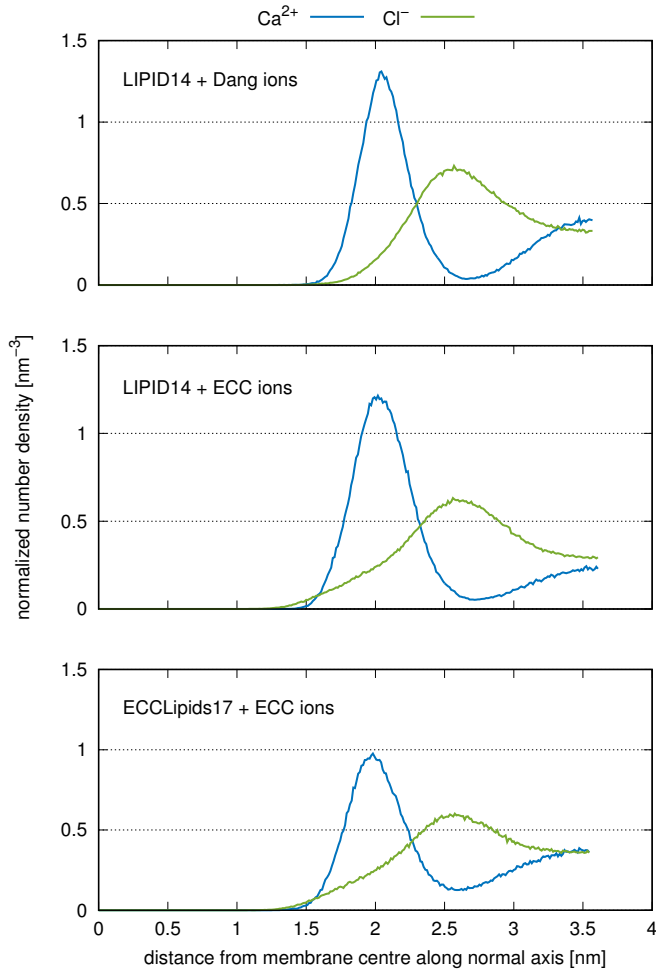 Ca²⁺ Cl⁻
1.5
LIPID14 + Dang ions
1
0.5
0
1.5
LIPID14 + ECC ions
1
0.5
0
normalized number density [nm⁻³]
1.5
ECCLipids17 + ECC ions
1
0.5
0
0 0.5 1 1.5 2 2.5 3 3.5 4
distance from membrane centre along normal axis [nm]